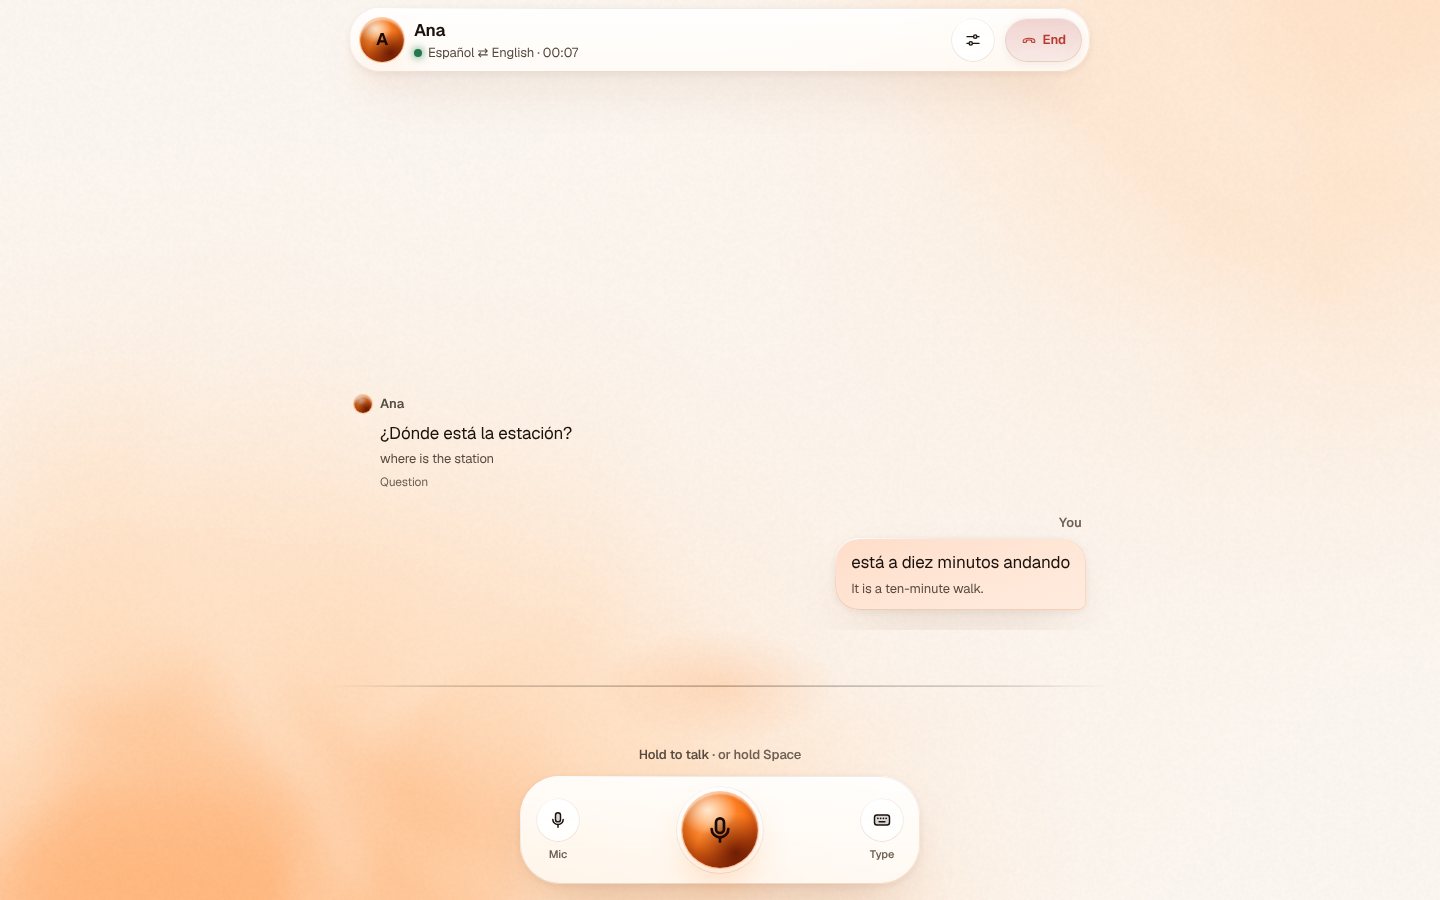 A
Ana
Español ⇄ English · 00:07
End
Ana
¿Dónde está la estación?
where is the station
Question
You
está a diez minutos andando
It is a ten-minute walk.
Hold to talk · or hold Space
Mic
Type